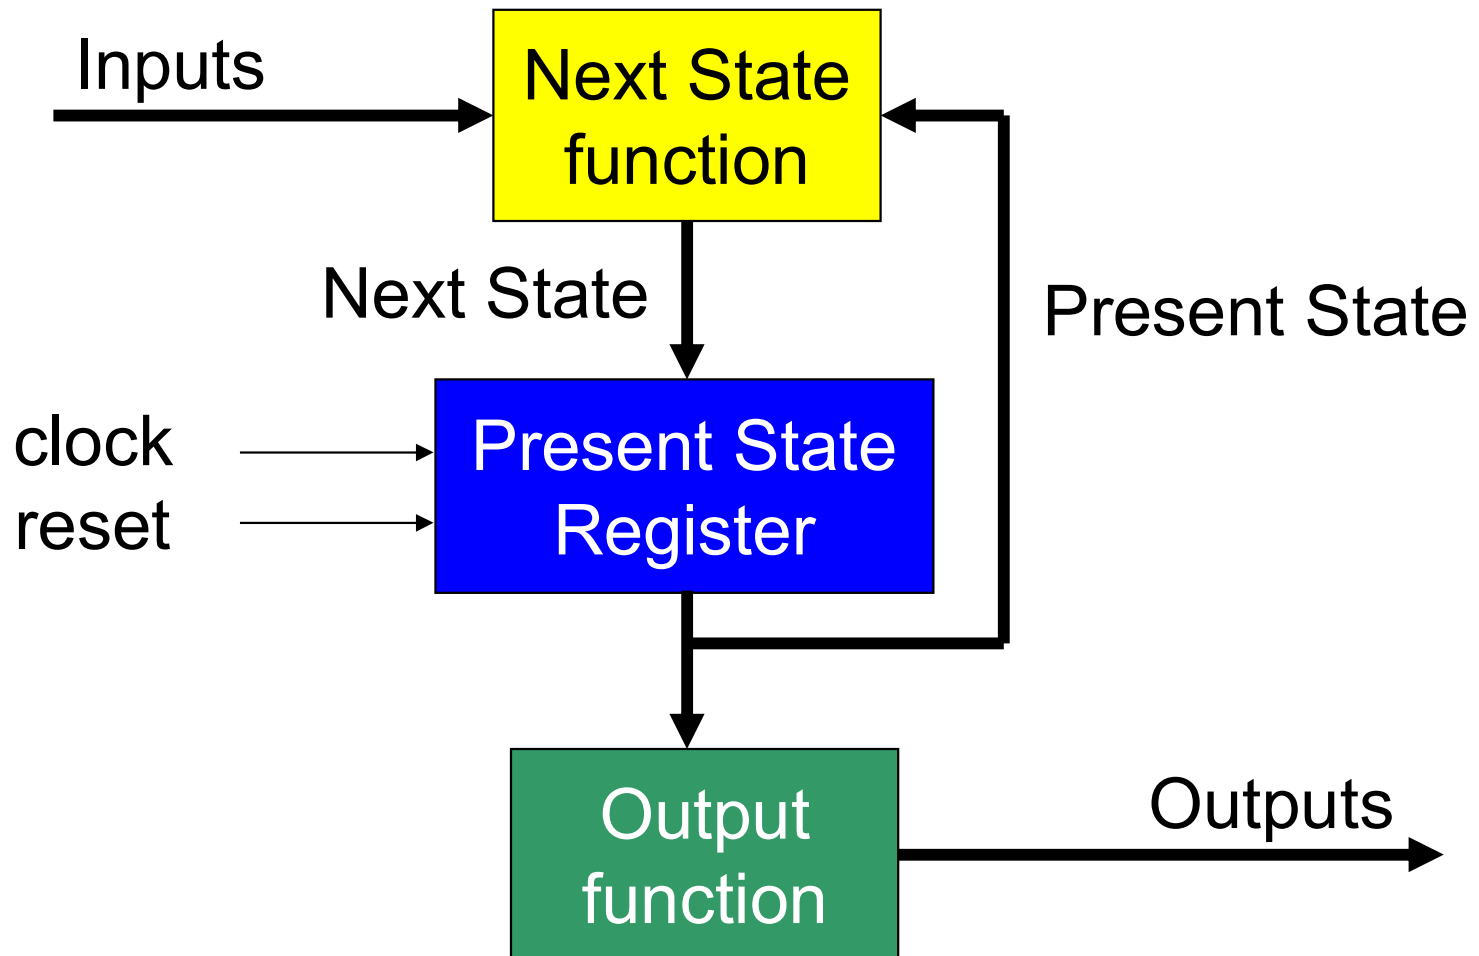 Inputs
Next State
function
Next State
Present State
clock
reset
Present State
Register
Output
function
Outputs